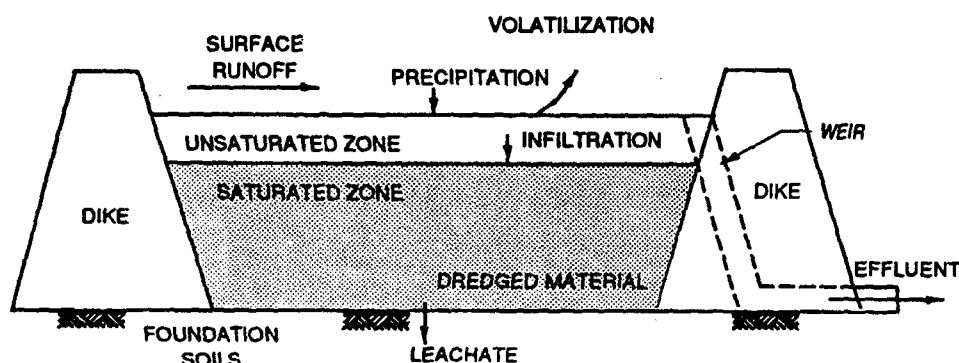 VOLATILIZATION
SURFACE
RUNOFF
PRECIPITATION
UNSATURATED ZONE
INFILTRATION
WEIR
SATURATED ZONE
DIKE
DIKE
DREDGED MATERIAL
EFFLUENT
FOUNDATION
SOILS
LEACHATE